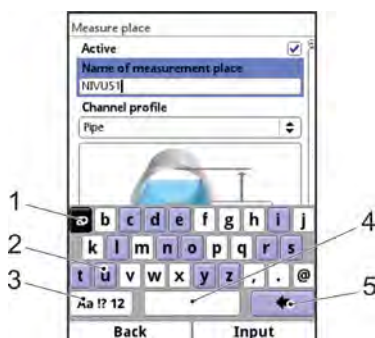 Measure place
Active
Name of measurement place
NIVUS1
Channel profile
Pipe
1
4
a b c d e f g h i j
2
k l m n o p q r s
t u v w x y z , . @
3
5
Aa !? 12
Back Input